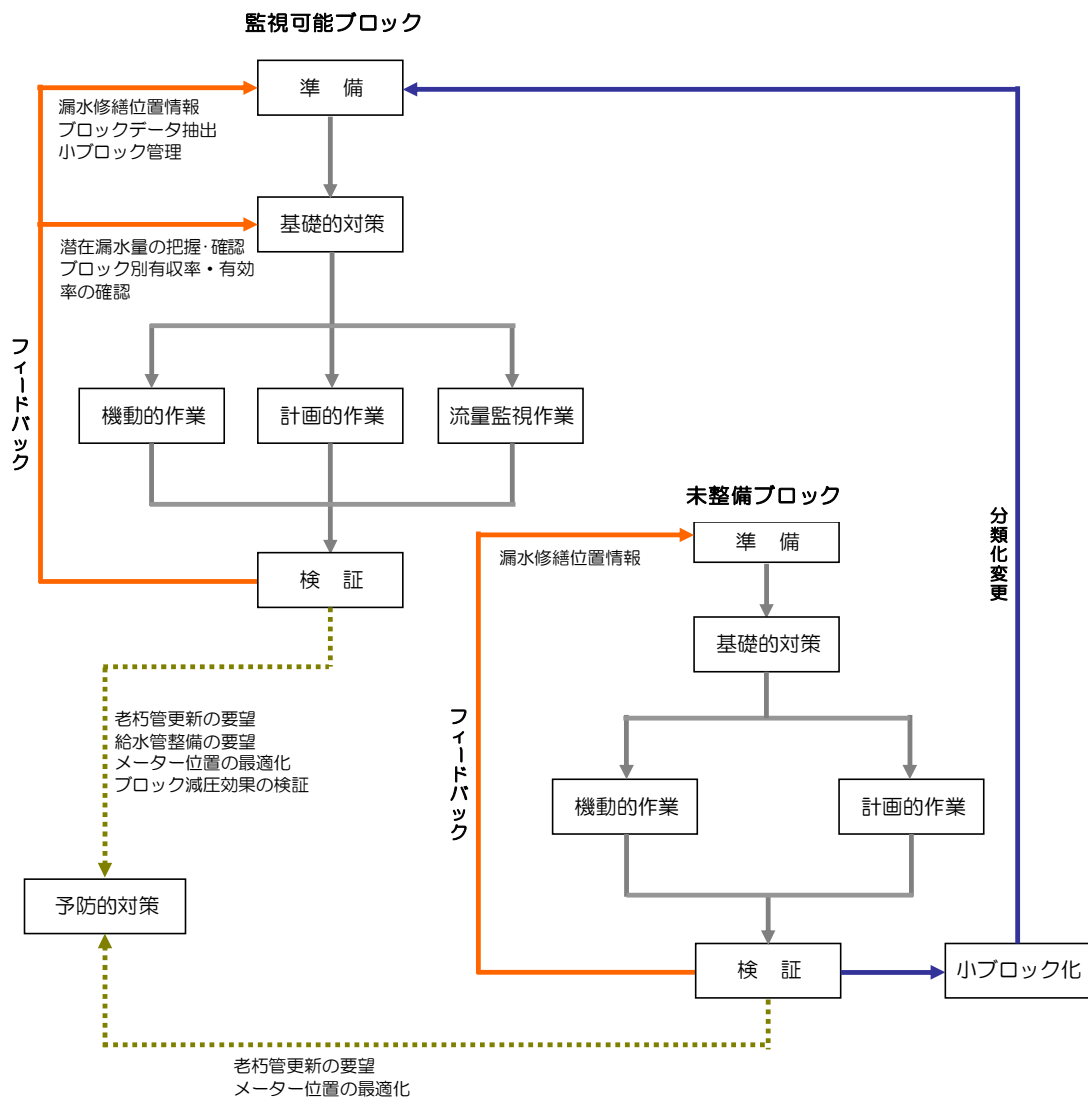 監視可能ブロック
準　備
漏水修繕位置情報
ブロックデータ抽出
小ブロック管理
基礎的対策
潜在漏水量の把握・確認
ブロック別有収率・有効
率の確認
フィードバック
機動的作業
計画的作業
流量監視作業
検　証
老朽管更新の要望
給水管整備の要望
メーター位置の最適化
ブロック減圧効果の検証
予防的対策
未整備ブロック
準　備
漏水修繕位置情報
基礎的対策
フィードバック
機動的作業
計画的作業
検　証
小ブロック化
分類化変更
老朽管更新の要望
メーター位置の最適化